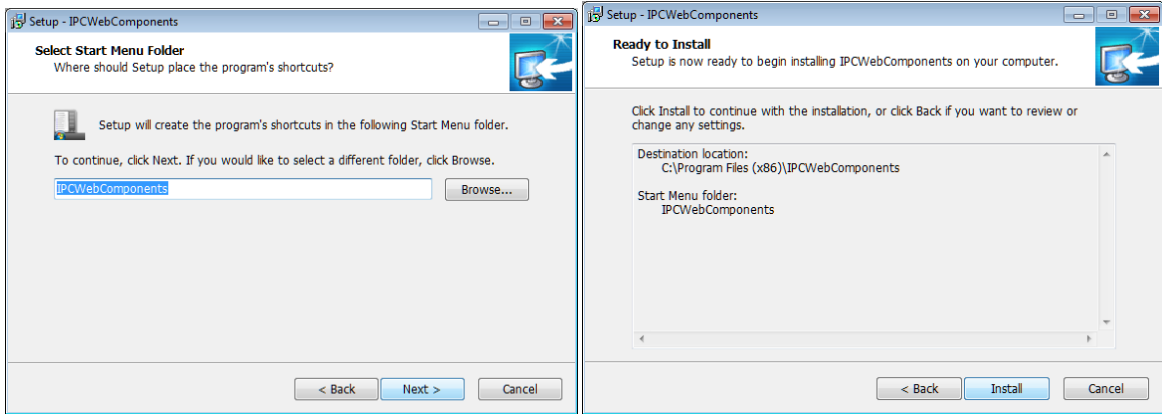 Setup - IPCWebComponents
Select Start Menu Folder
Where should Setup place the program's shortcuts?
Setup will create the program's shortcuts in the following Start Menu folder.
To continue, click Next. If you would like to select a different folder, click Browse.
IPCWebComponents
Browse...
< Back
Next >
Cancel
Setup - IPCWebComponents
Ready to Install
Setup is now ready to begin installing IPCWebComponents on your computer.
Click Install to continue with the installation, or click Back if you want to review or
change any settings.
Destination location:
C:\Program Files (x86)\IPCWebComponents
Start Menu folder:
IPCWebComponents
< Back
Install
Cancel